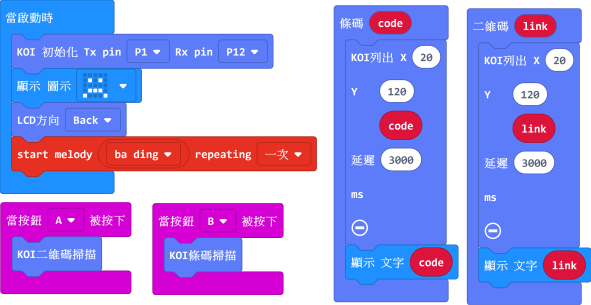 當啟動時
KOI 初始化 Tx pin P1 Rx pin P12
顯示 圖示
LCD方向 Back
start melody ba ding repeating 一次
當按鈕 A 被按下
KOI二維碼掃描
當按鈕 B 被按下
KOI條碼掃描
條碼 code
KOI列出 X 20
Y 120
code
延遲 3000
ms
顯示 文字 code
二維碼 link
KOI列出 X 20
Y 120
link
延遲 3000
ms
顯示 文字 link